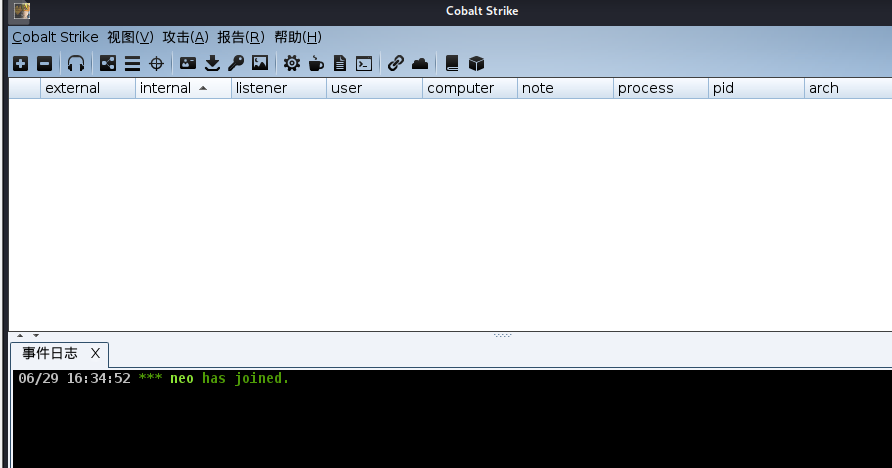 Cobalt Strike
Cobalt Strike 视图(V) 攻击(A) 报告(R) 帮助(H)
external internal listener user computer note process pid arch
事件日志 X
06/29 16:34:52 *** neo has joined.